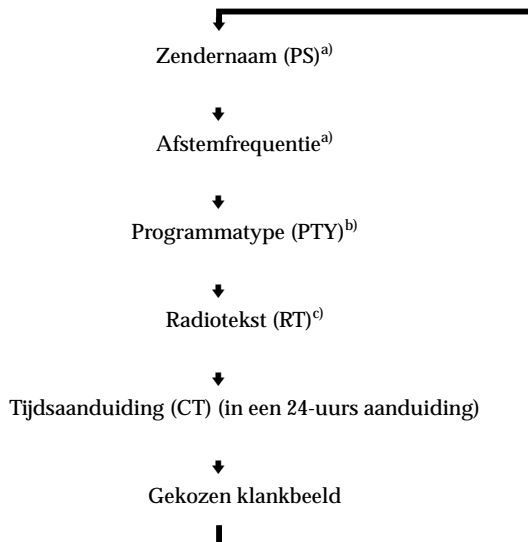 Zendernaam (PS)a)
Afstemfrequentiea)
Programmatype (PTY)b)
Radiotekst (RT)c)
Tijdsaanduiding (CT) (in een 24-uurs aanduiding)
Gekozen klankbeeld